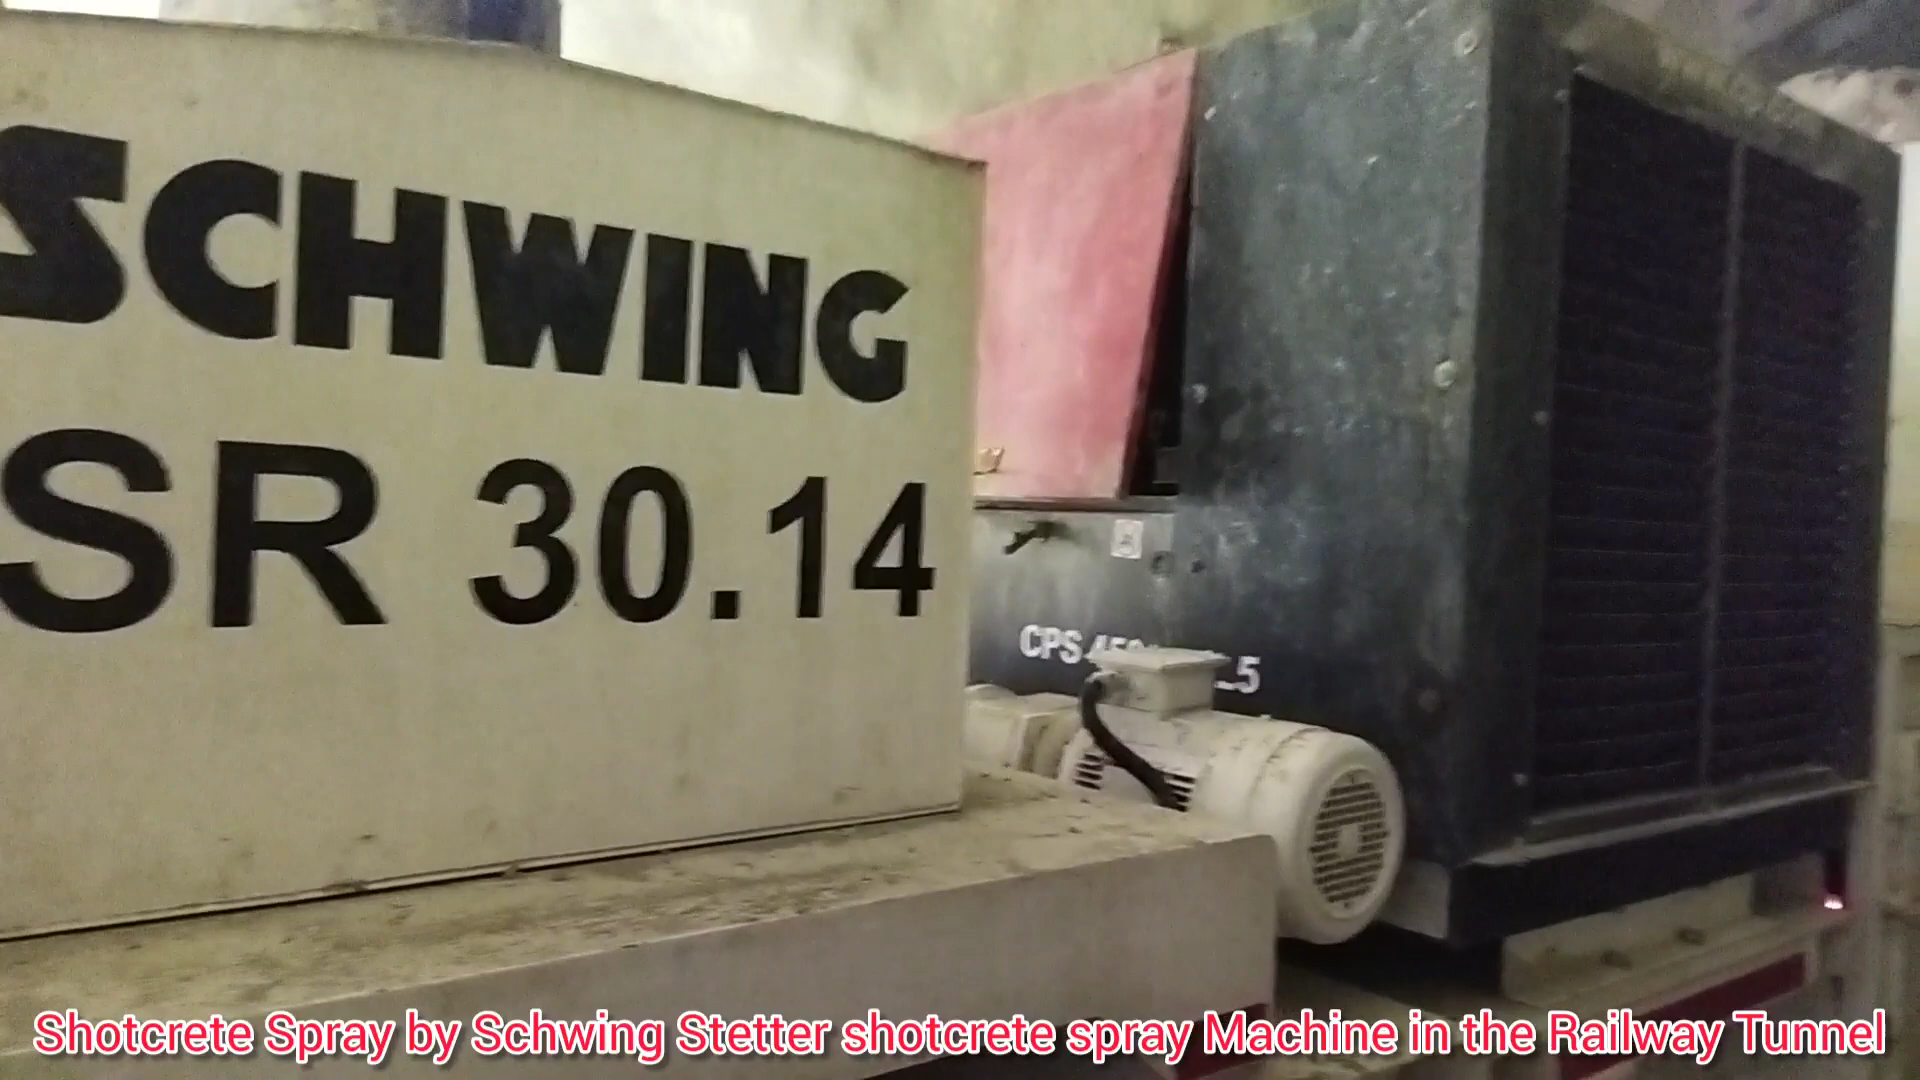 SCHWING
SR 30.14
CPS
Shotcrete Spray by Schwing Stetter shotcrete spray Machine in the Railway Tunnel